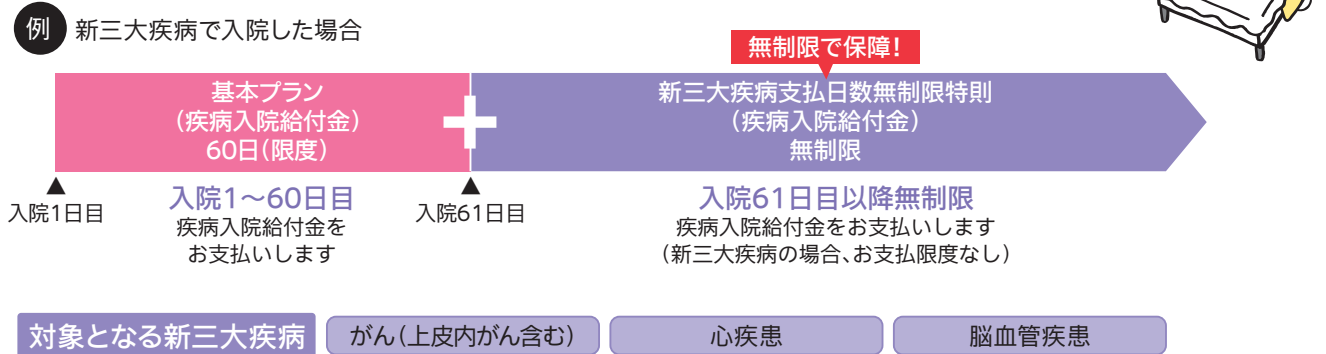 例 新三大疾病で入院した場合
無制限で保障!
基本プラン
(疾病入院給付金)
60日(限度)
新三大疾病支払日数無制限特則
(疾病入院給付金)
無制限
入院1日目
入院1~60日目
疾病入院給付金を
お支払いします
入院61日目
入院61日目以降無制限
疾病入院給付金をお支払いします
(新三大疾病の場合、お支払限度なし)
対象となる新三大疾病 がん(上皮内がん含む) 心疾患 脳血管疾患